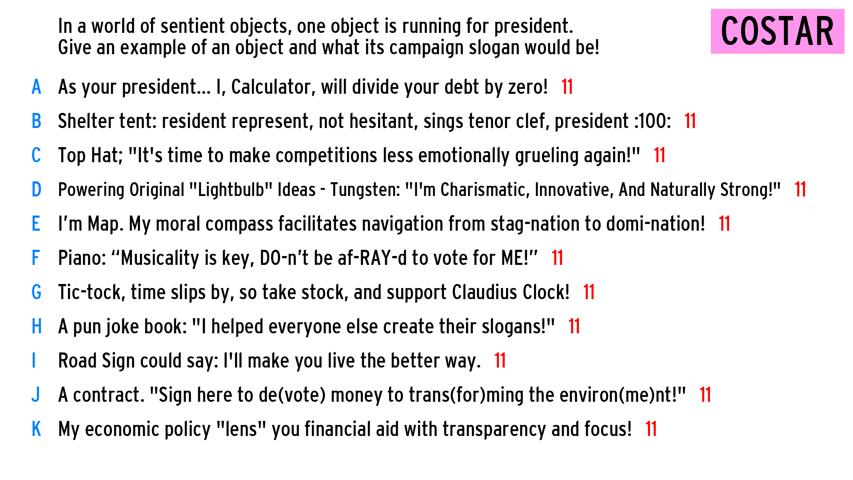 In a world of sentient objects, one object is running for president.
Give an example of an object and what its campaign slogan would be!
COSTAR
A As your president... I, Calculator, will divide your debt by zero! 11
B Shelter tent: resident represent, not hesitant, sings tenor clef, president :100: 11
C Top Hat; "It's time to make competitions less emotionally grueling again!" 11
D Powering Original "Lightbulb" Ideas - Tungsten: "I'm Charismatic, Innovative, And Naturally Strong!" 11
E I’m Map. My moral compass facilitates navigation from stag-nation to domi-nation! 11
F Piano: “Musicality is key, DO-n’t be af-RAY-d to vote for ME!” 11
G Tic-tock, time slips by, so take stock, and support Claudius Clock! 11
H A pun joke book: "I helped everyone else create their slogans!" 11
I Road Sign could say: I'll make you live the better way. 11
J A contract. "Sign here to de(vote) money to trans(for)ming the environ(me)nt!" 11
K My economic policy "lens" you financial aid with transparency and focus! 11